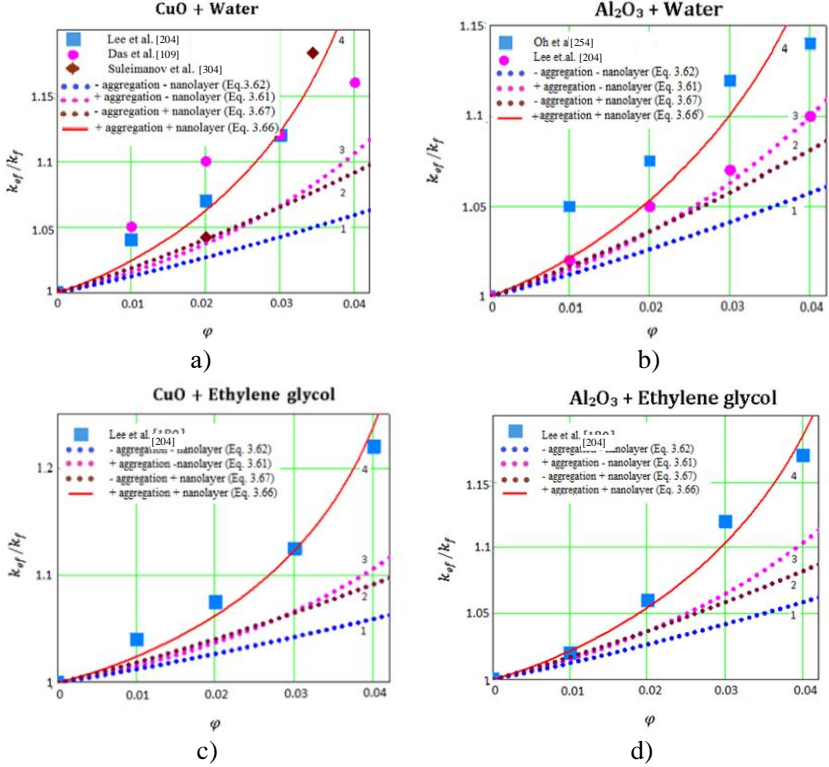 CuO + Water
Lee et al. [204]
Das et al.[109]
Suleimanov et al. [304]
- aggregation - nanolayer (Eq.3.62)
+ aggregation - nanolayer (Eq.3.61)
- aggregation + nanolayer (Eq.3.67)
+ aggregation + nanolayer (Eq.3.66)
4
3
2
1
1.15
1.1
1.05
1
k_ef/k_f
0 0.01 0.02 0.03 0.04
φ
a)
Al₂O₃ + Water
Oh et a[254]
Lee et al.[204]
- aggregation - nanolayer (Eq.3.62)
+ aggregation - nanolayer (Eq.3.61)
- aggregation + nanolayer (Eq.3.67)
+aggregation + nanolayer (Eq.3.66)
4
3
2
1
1.15
1.1
1.05
1
k_ef/k_f
0 0.01 0.02 0.03 0.04
φ
b)
CuO + Ethylene glycol
Lee et al. [204]
- aggregation - nanolayer (Eq.3.62)
+ aggregation -nanolayer (Eq.3.61)
- aggregation + nanolayer (Eq.3.67)
+ aggregation + nanolayer (Eq. 3.66)
4
3
2
1
1.2
1.1
1
k_ef/k_f
0 0.01 0.02 0.03 0.04
φ
c)
Al₂O₃ + Ethylene glycol
Lee et al. [204]
- aggregation - nanolayer (Eq.3.62)
+ aggregation - nanolayer (Eq.3.61)
- aggregation + nanolayer (Eq. 3.67)
+ aggregation + nanolayer (Eq. 3.66)
4
3
2
1
1.15
1.1
1.05
1
k_ef/k_f
0 0.01 0.02 0.03 0.04
φ
d)